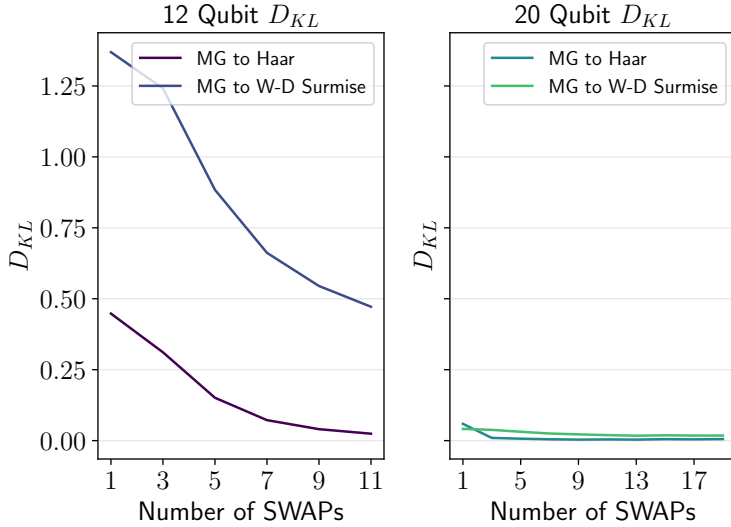 12 Qubit $D_{KL}$
MG to Haar
MG to W-D Surmise
1.25
1.00
0.75
0.50
0.25
0.00
$D_{KL}$
1 3 5 7 9 11
Number of SWAPs
20 Qubit $D_{KL}$
MG to Haar
MG to W-D Surmise
$D_{KL}$
1 5 9 13 17
Number of SWAPs